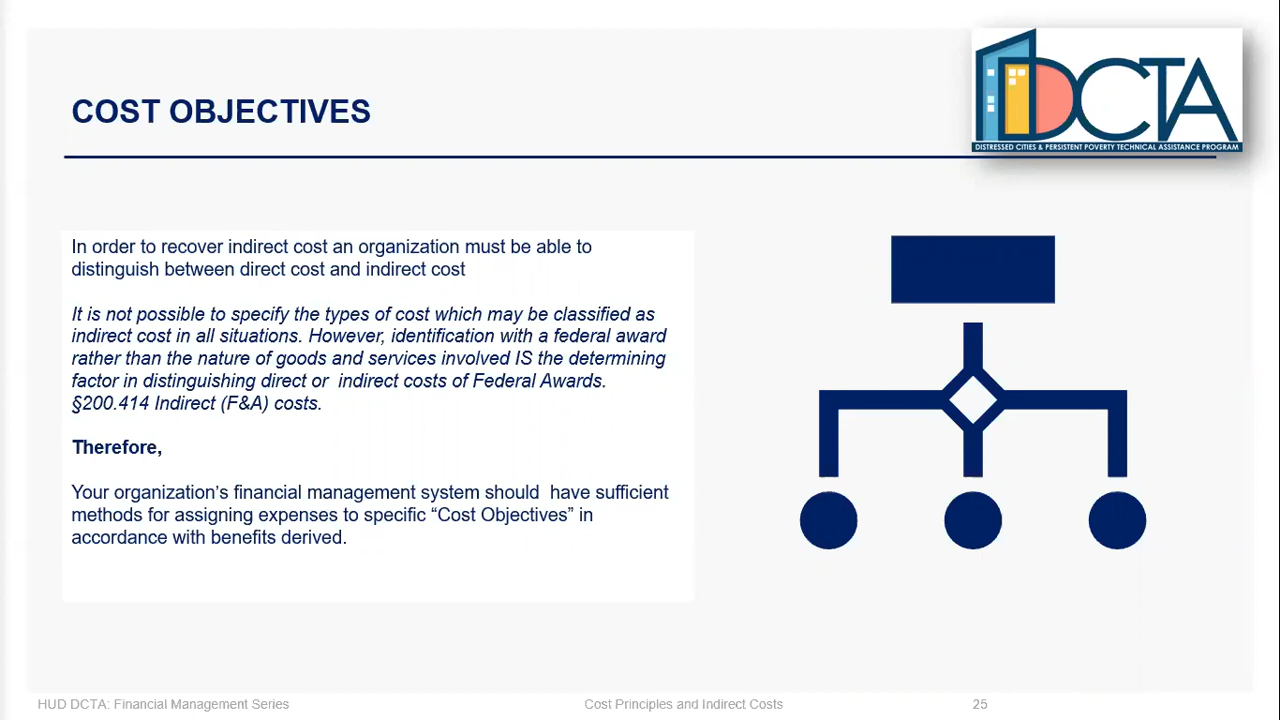 DCTA
DISTRESSED CITIES & PERSISTENT POVERTY TECHNICAL ASSISTANCE PROGRAM
COST OBJECTIVES
In order to recover indirect cost an organization must be able to
distinguish between direct cost and indirect cost
It is not possible to specify the types of cost which may be classified as
indirect cost in all situations. However, identification with a federal award
rather than the nature of goods and services involved IS the determining
factor in distinguishing direct or  indirect costs of Federal Awards.
§200.414 Indirect (F&A) costs.
Therefore,
Your organization’s financial management system should  have sufficient
methods for assigning expenses to specific “Cost Objectives” in
accordance with benefits derived.
HUD DCTA: Financial Management Series
Cost Principles and Indirect Costs
25